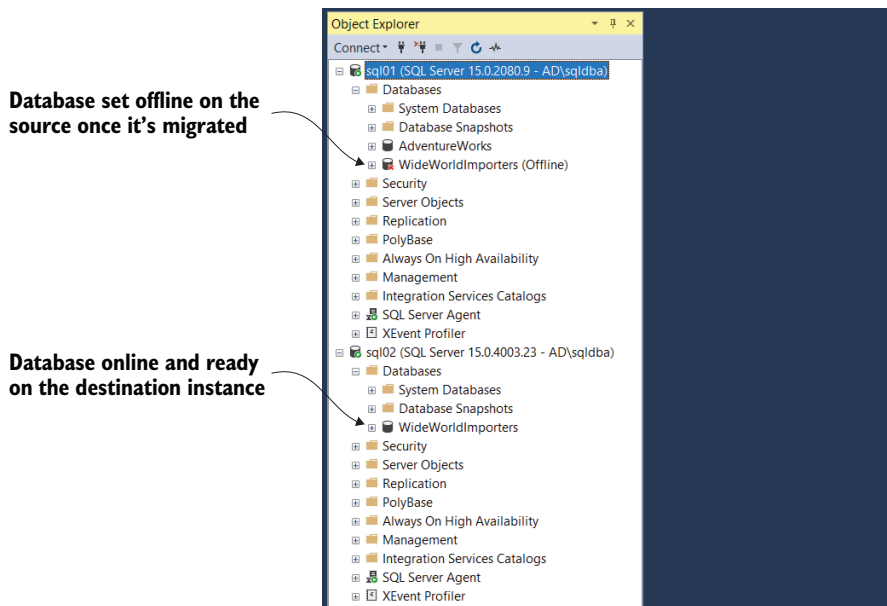 Object Explorer
Connect
sql01 (SQL Server 15.0.2080.9 - AD\sqldba)
Databases
System Databases
Database Snapshots
AdventureWorks
WideWorldImporters (Offline)
Security
Server Objects
Replication
PolyBase
Always On High Availability
Management
Integration Services Catalogs
SQL Server Agent
XEvent Profiler
sql02 (SQL Server 15.0.4003.23 - AD\sqldba)
Databases
System Databases
Database Snapshots
WideWorldImporters
Security
Server Objects
Replication
PolyBase
Always On High Availability
Management
Integration Services Catalogs
SQL Server Agent
XEvent Profiler
Database set offline on the
source once it's migrated
Database online and ready
on the destination instance